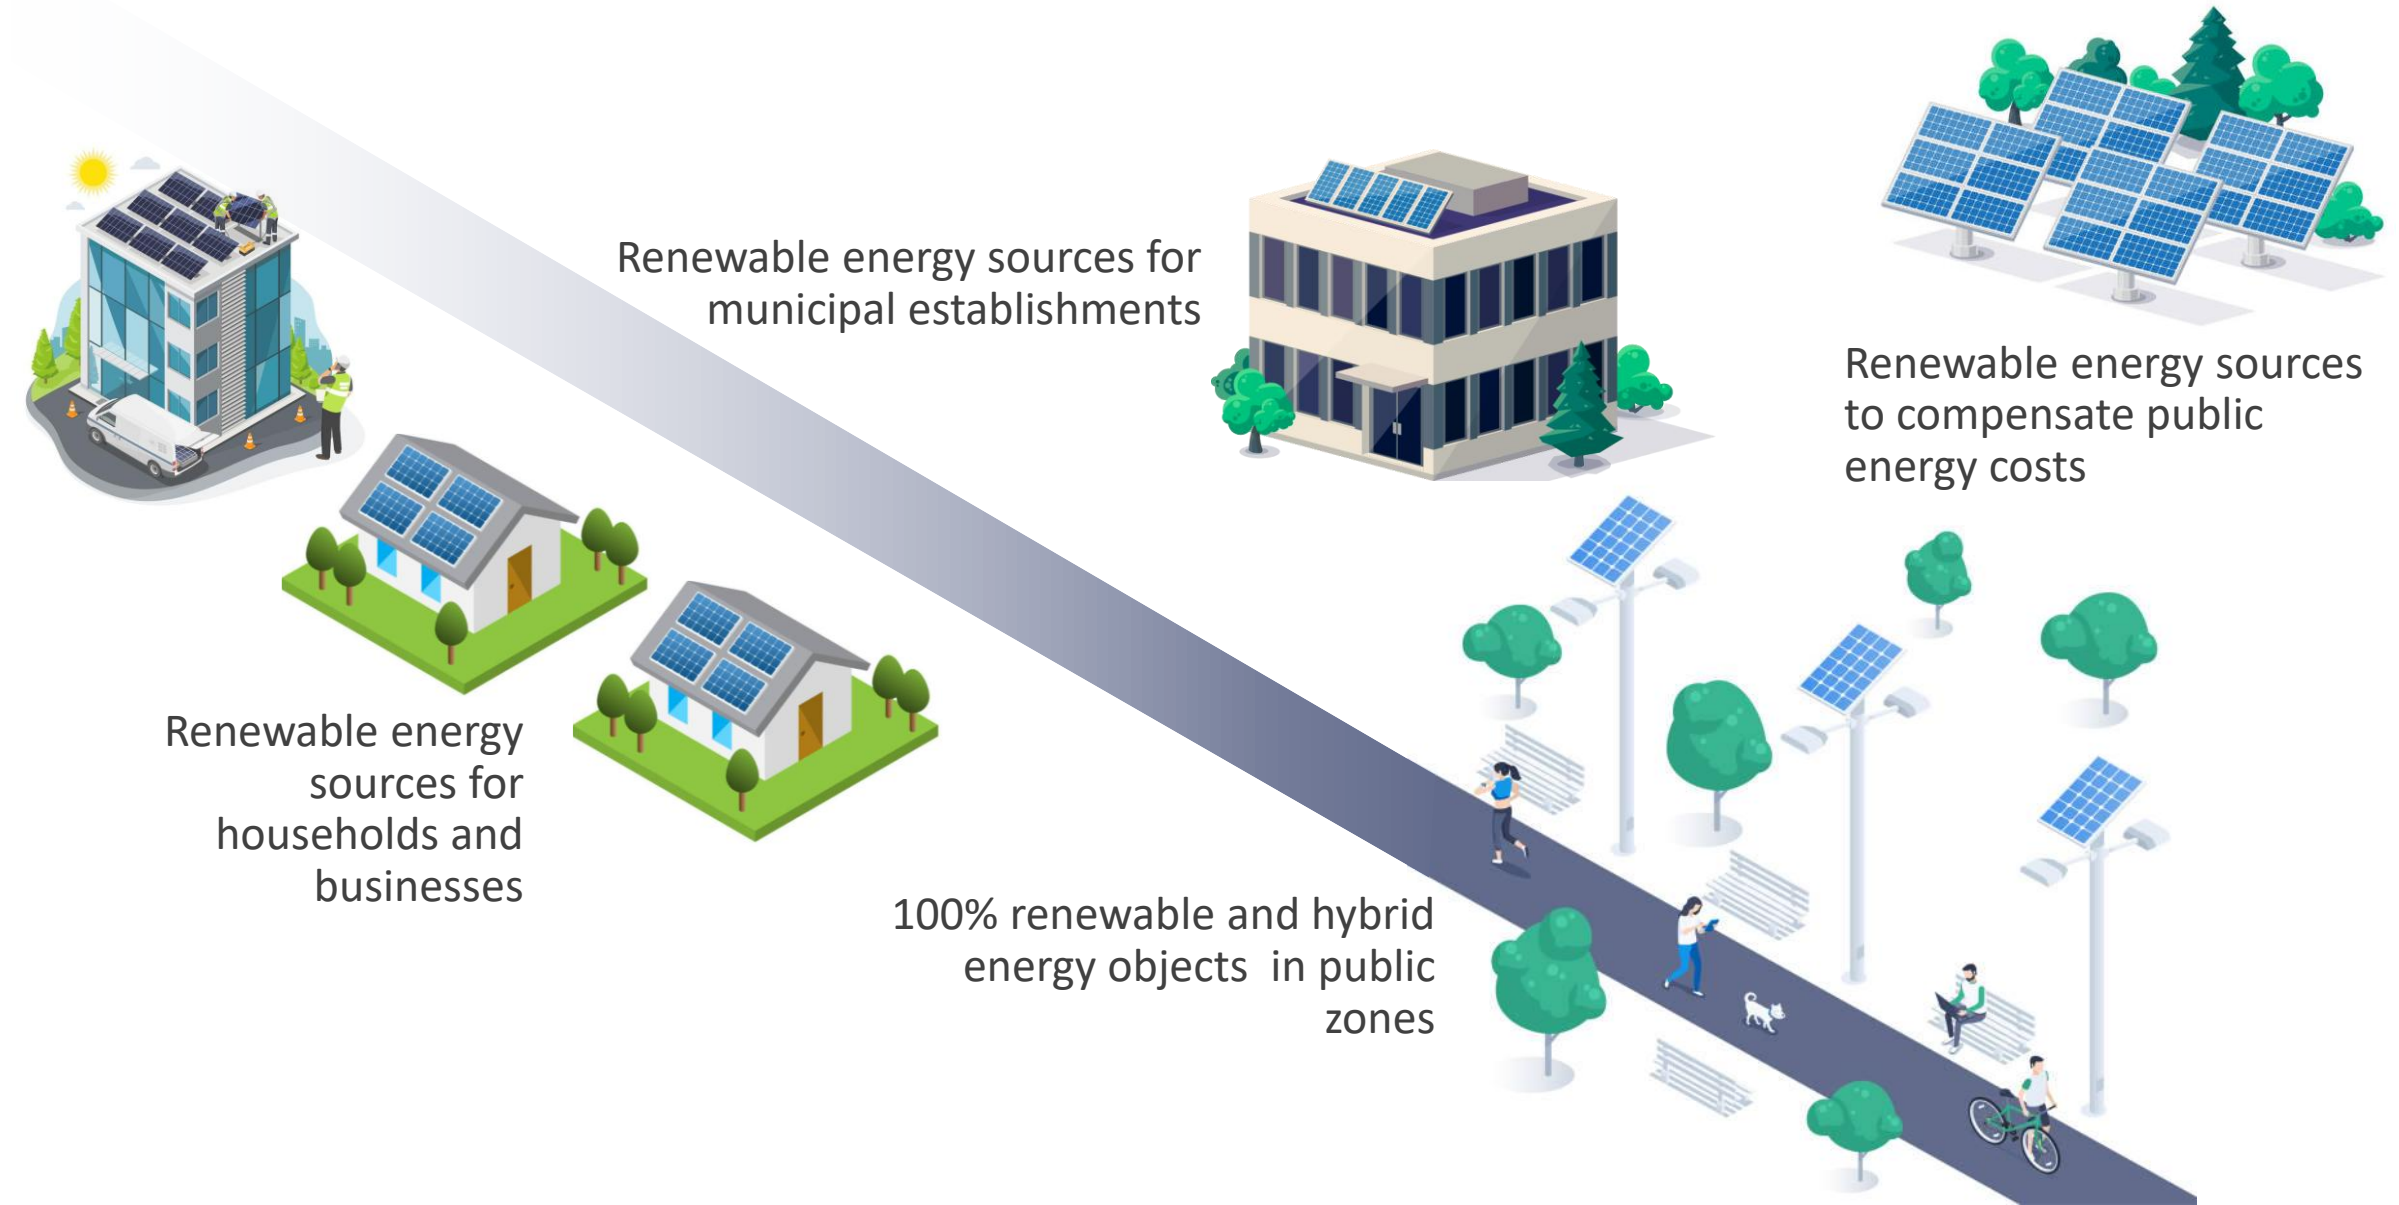 Renewable energy sources for
municipal establishments
Renewable energy sources
to compensate public
energy costs
Renewable energy
sources for
households and
businesses
100% renewable and hybrid
energy objects  in public
zones